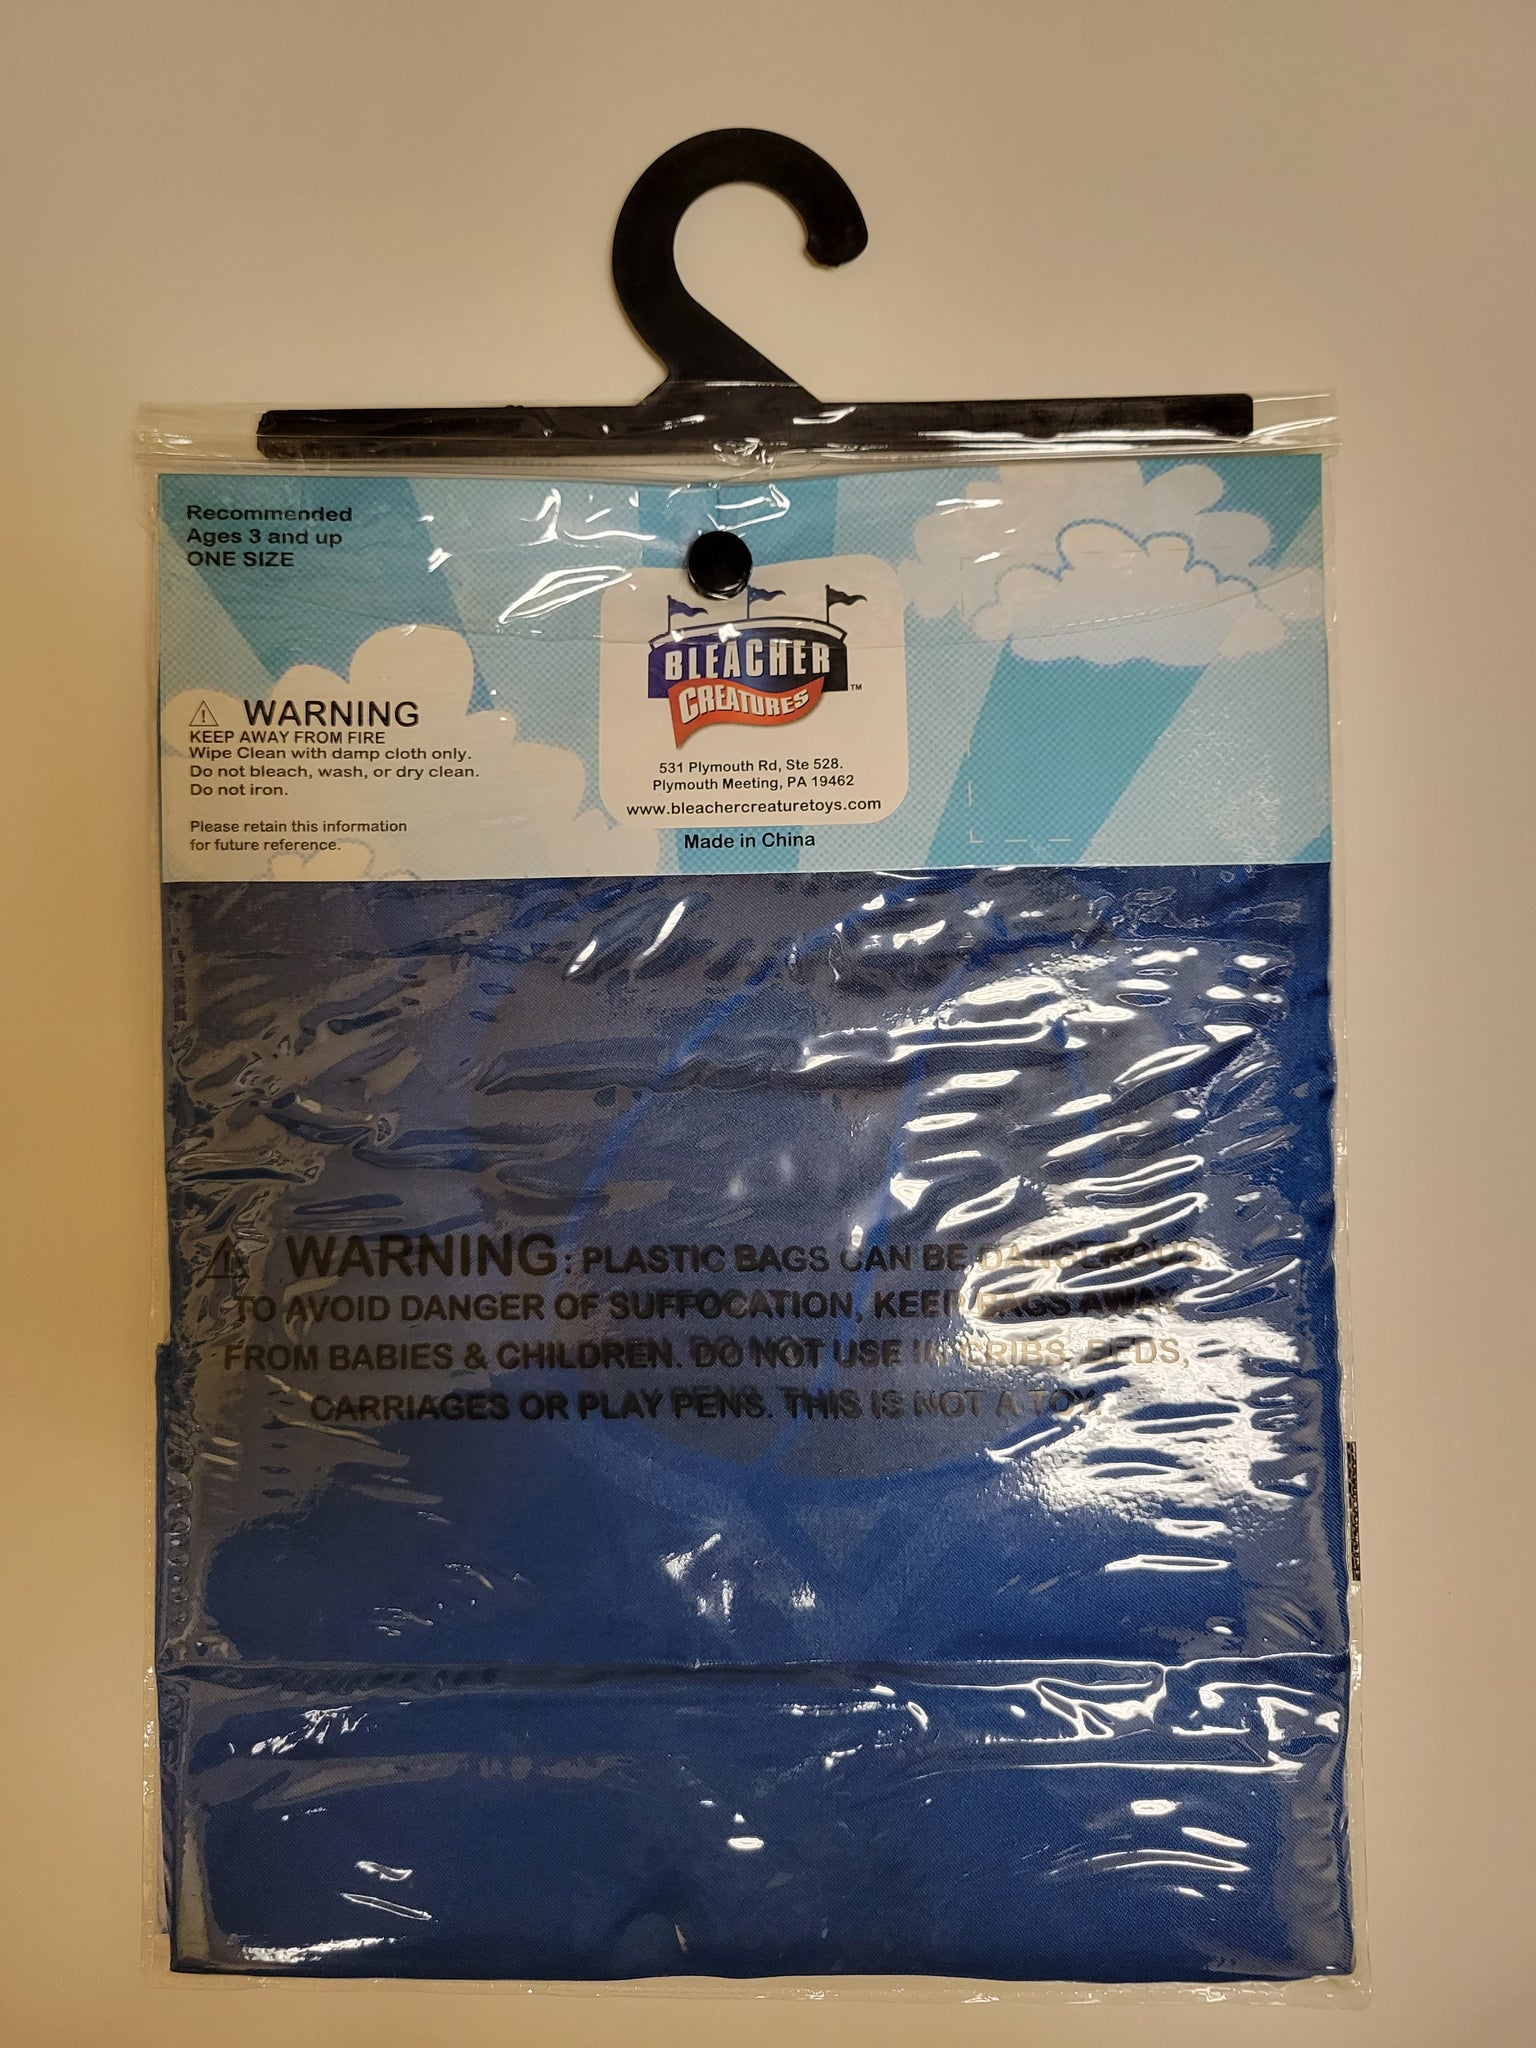 Recommended
Ages 3 and up
ONE SIZE
BLEACHER
CREATURES
TM
WARNING
KEEP AWAY FROM FIRE
Wipe Clean with damp cloth only.
Do not bleach, wash, or dry clean.
Do not iron.
Please retain this information
for future reference.
531 Plymouth Rd, Ste 528.
Plymouth Meeting, PA 19462
www.bleachercreaturetoys.com
Made in China
WARNING: PLASTIC BAGS CAN BE DANGEROUS.
TO AVOID DANGER OF SUFFOCATION, KEEP BAGS AWAY
FROM BABIES & CHILDREN. DO NOT USE IN CRIBS, BEDS,
CARRIAGES OR PLAY PENS. THIS IS NOT A TOY.